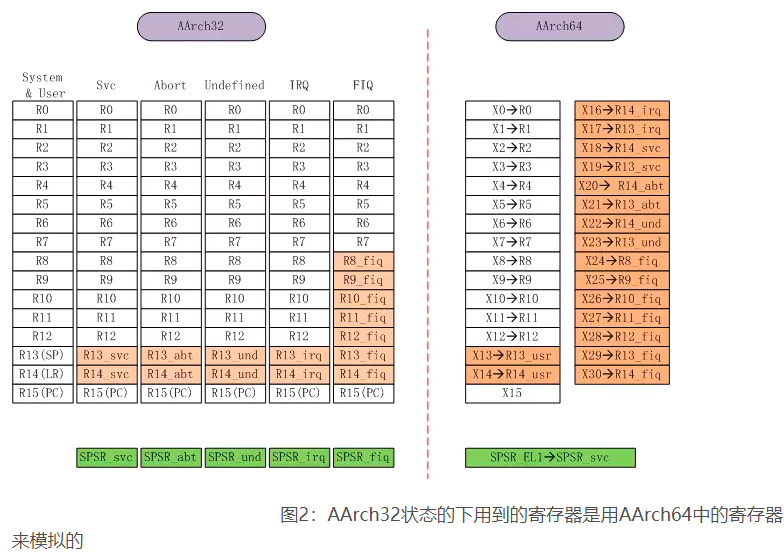 AArch32 AArch64
System & User Svc Abort Undefined IRQ FIQ
R0 R0 R0 R0 R0 R0 X0→R0 X16→R14_irq
R1 R1 R1 R1 R1 R1 X1→R1 X17→R13_irq
R2 R2 R2 R2 R2 R2 X2→R2 X18→R14_svc
R3 R3 R3 R3 R3 R3 X3→R3 X19→R13_svc
R4 R4 R4 R4 R4 R4 X4→R4 X20→ R14_abt
R5 R5 R5 R5 R5 R5 X5→R5 X21→R13_abt
R6 R6 R6 R6 R6 R6 X6→R6 X22→R14_und
R7 R7 R7 R7 R7 R7 X7→R7 X23→R13_und
R8 R8 R8 R8 R8 R8_fiq X8→R8 X24→R8_fiq
R9 R9 R9 R9 R9 R9_fiq X9→R9 X25→R9_fiq
R10 R10 R10 R10 R10 R10_fiq X10→R10 X26→R10_fiq
R11 R11 R11 R11 R11 R11_fiq X11→R11 X27→R11_fiq
R12 R12 R12 R12 R12 R12_fiq X12→R12 X28→R12_fiq
R13(SP) R13_svc R13_abt R13_und R13_irq R13_fiq X13→R13_usr X29→R13_fiq
R14(LR) R14_svc R14_abt R14_und R14_irq R14_fiq X14→R14_usr X30→R14_fiq
R15(PC) R15(PC) R15(PC) R15(PC) R15(PC) R15(PC) X15
SPSR_svc SPSR_abt SPSR_und SPSR_irq SPSR_fiq SPSR_EL1→SPSR_svc
图2：AArch32状态的下用到的寄存器是用AArch64中的寄存器
来模拟的